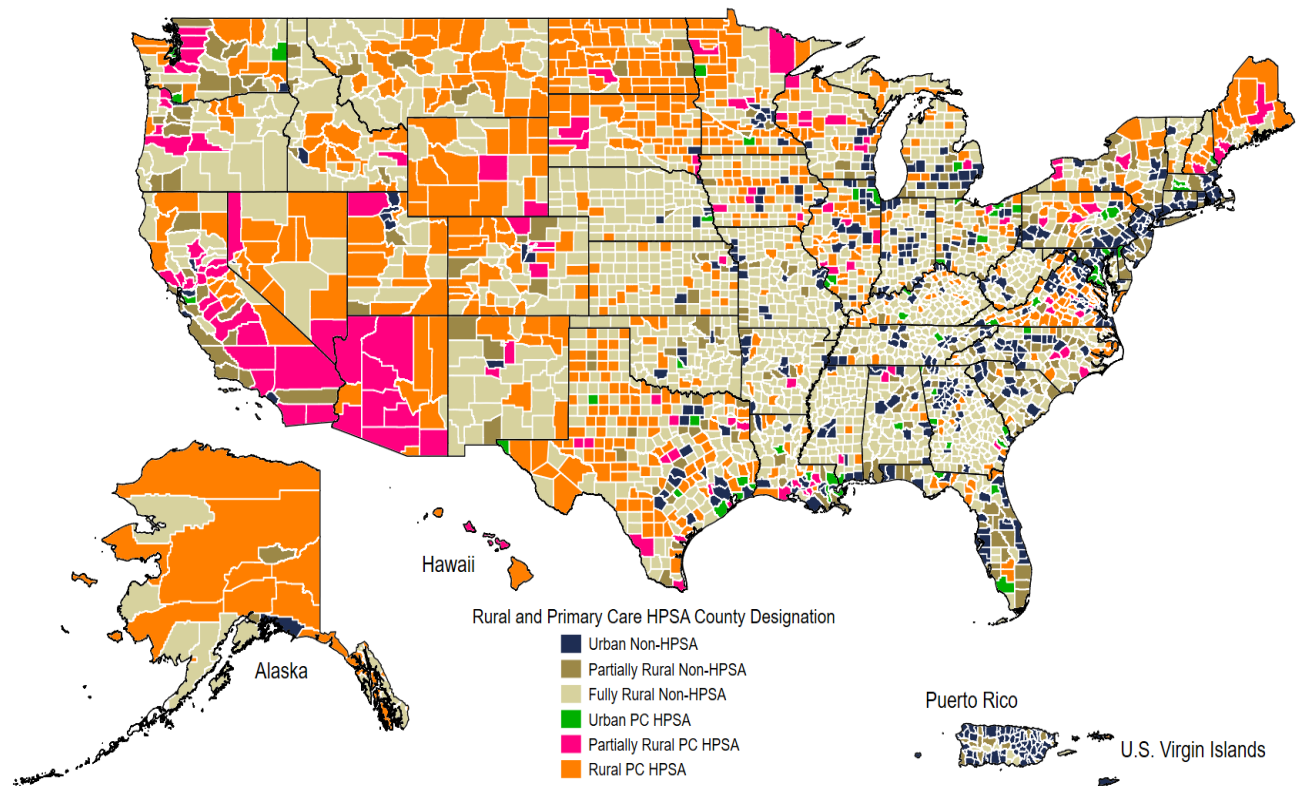 Hawaii
Alaska
Rural and Primary Care HPSA County Designation
Urban Non-HPSA
Partially Rural Non-HPSA
Fully Rural Non-HPSA
Urban PC HPSA
Partially Rural PC HPSA
Rural PC HPSA
Puerto Rico
U.S. Virgin Islands